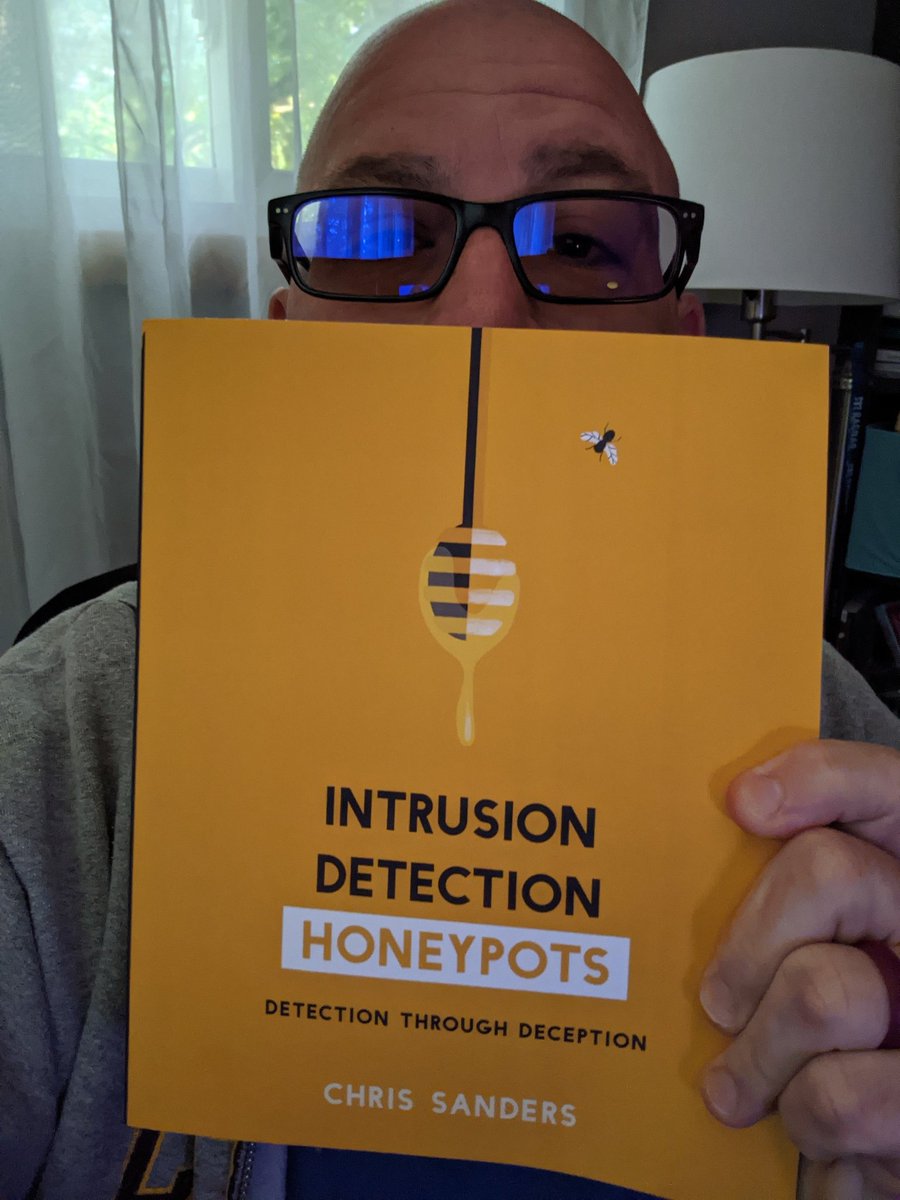 INTRUSION
DETECTION
HONEYPOTS
DETECTION THROUGH DECEPTION
CHRIS SANDERS